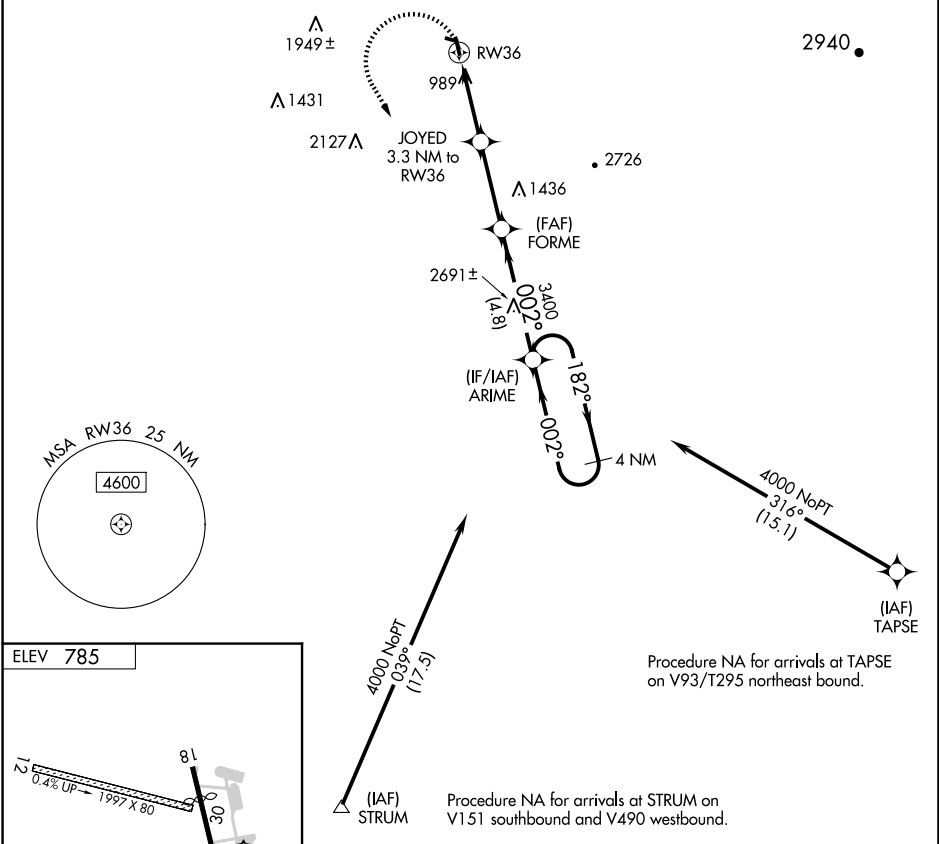 1949 ±
RW36
2940
989
1431
2127
JOYED
3.3 NM to
RW36
2726
1436
(FAF)
FORME
2691 ±
3400
002°
(4.8)
(IF/IAF)
ARIME
182°
002°
4 NM
MSA RW36 25 NM
4600
4000 NoPT
316°
(15.1)
(IAF)
TAPSE
4000 NoPT
039°
(17.5)
Procedure NA for arrivals at TAPSE
on V93/T295 northeast bound.
ELEV 785
18
12
0.4% UP
1997 X 80
30
(IAF)
STRUM
Procedure NA for arrivals at STRUM on
V151 southbound and V490 westbound.